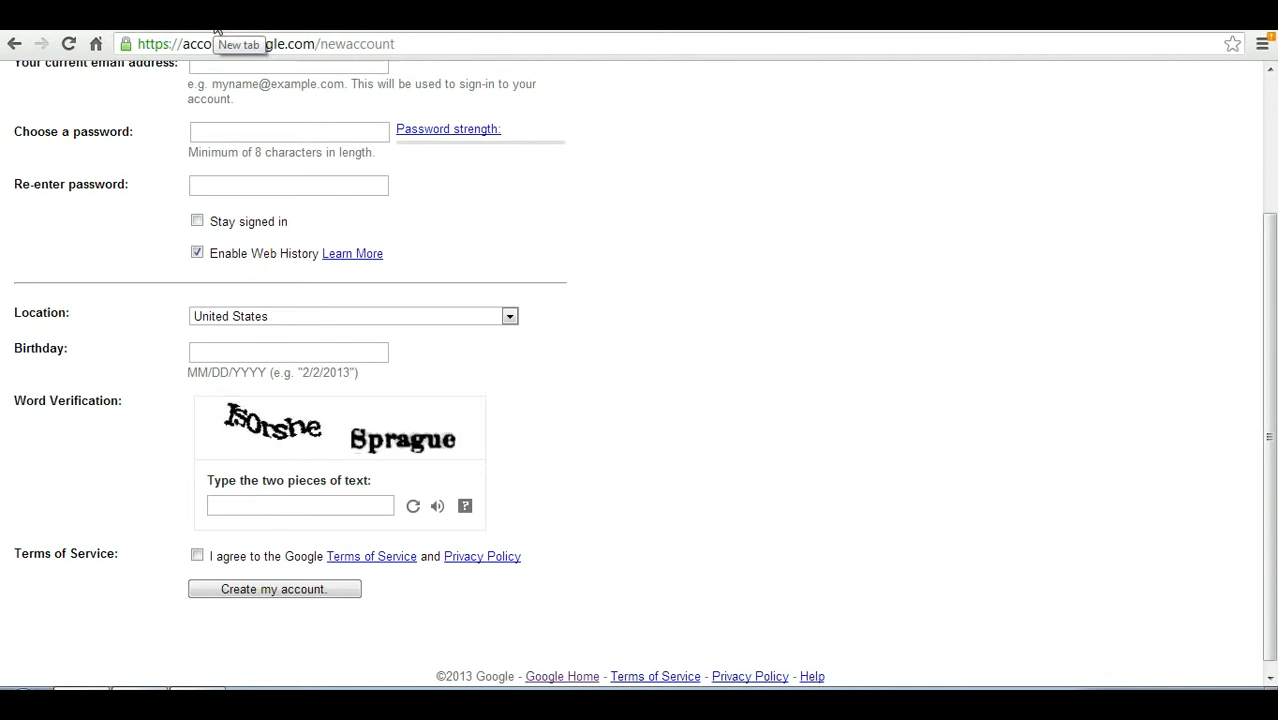 https://acco gle.com/newaccount
New tab
Your current email address:
e.g. myname@example.com. This will be used to sign-in to your
account.
Choose a password:
Password strength:
Minimum of 8 characters in length.
Re-enter password:
Stay signed in
Enable Web History Learn More
Location:
United States
Birthday:
MM/DD/YYYY (e.g. "2/2/2013")
Word Verification:
Isorshe Sprague
Type the two pieces of text:
?
Terms of Service:
I agree to the Google Terms of Service and Privacy Policy
Create my account.
©2013 Google - Google Home - Terms of Service - Privacy Policy - Help